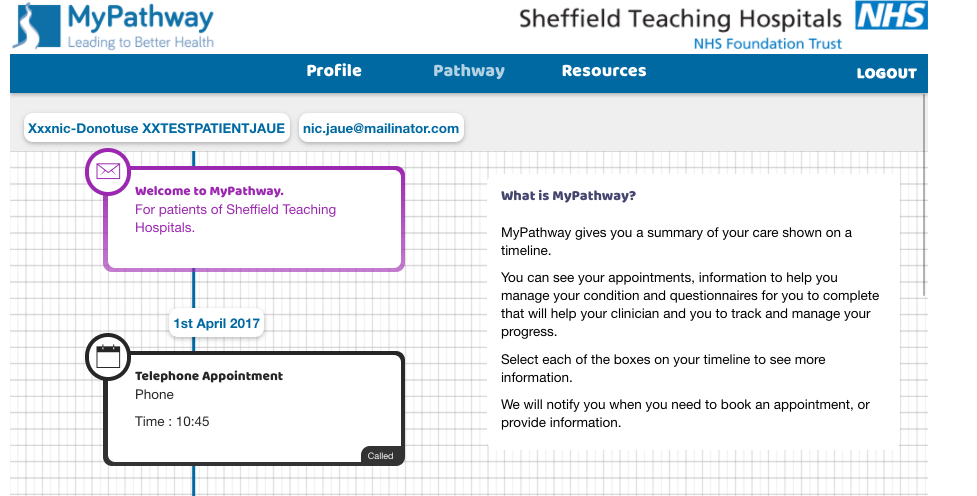 MyPathway
Leading to Better Health
Sheffield Teaching Hospitals NHS
NHS Foundation Trust
Profile Pathway Resources LOGOUT
Xxxnic-Donotuse XXTESTPATIENTJAUE nic.jaue@mailinator.com
Welcome to MyPathway.
For patients of Sheffield Teaching
Hospitals.
1st April 2017
Telephone Appointment
Phone
Time : 10:45
Called
What is MyPathway?
MyPathway gives you a summary of your care shown on a
timeline.
You can see your appointments, information to help you
manage your condition and questionnaires for you to complete
that will help your clinician and you to track and manage your
progress.
Select each of the boxes on your timeline to see more
information.
We will notify you when you need to book an appointment, or
provide information.